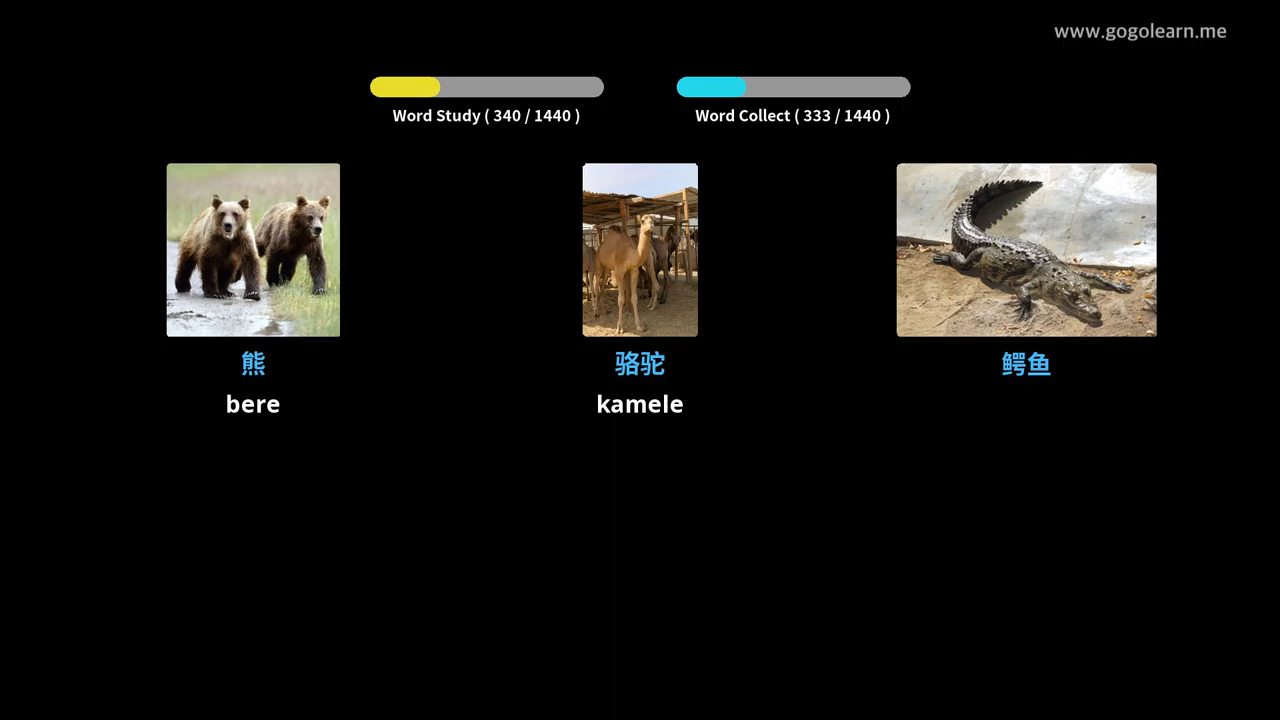 www.gogolearn.me
Word Study ( 340 / 1440 )
Word Collect ( 333 / 1440 )
熊
骆驼
鳄鱼
bere
kamele